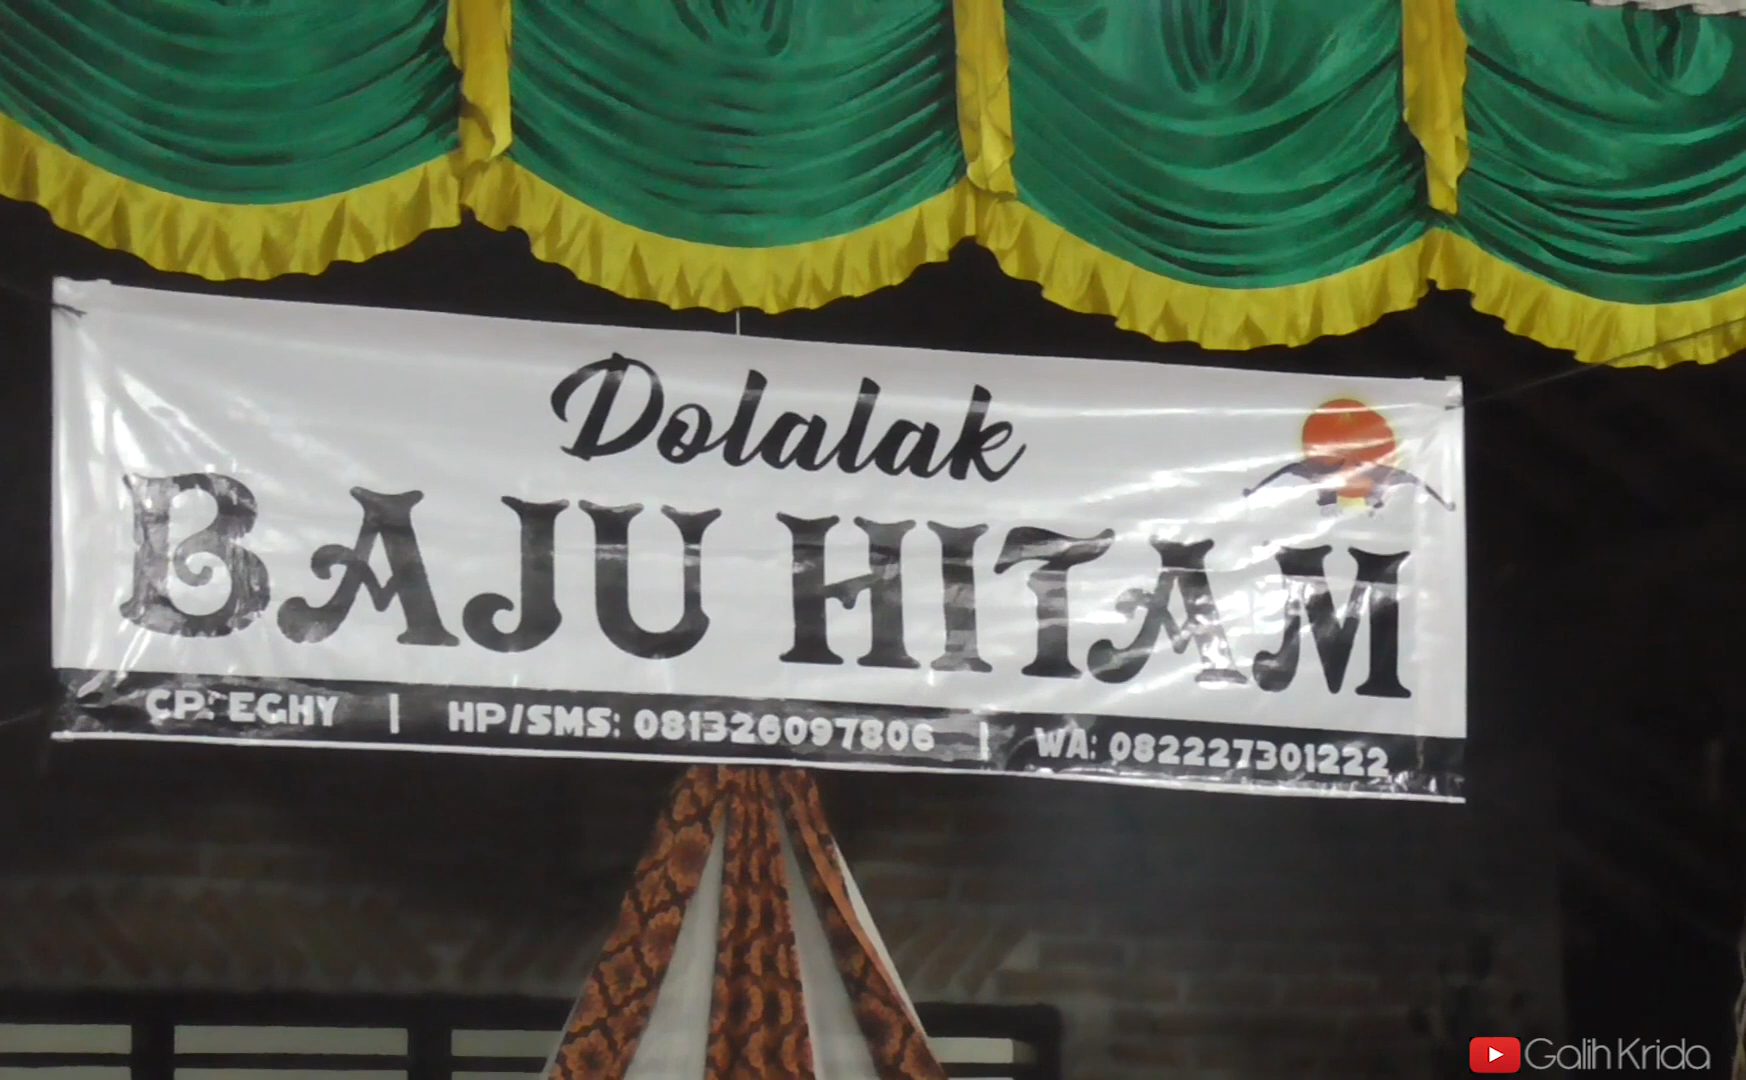 Dolalak
BAJU HITAM
CP: EGHY | HP/SMS: 081326097806 | WA: 082227301222
Galih Krida